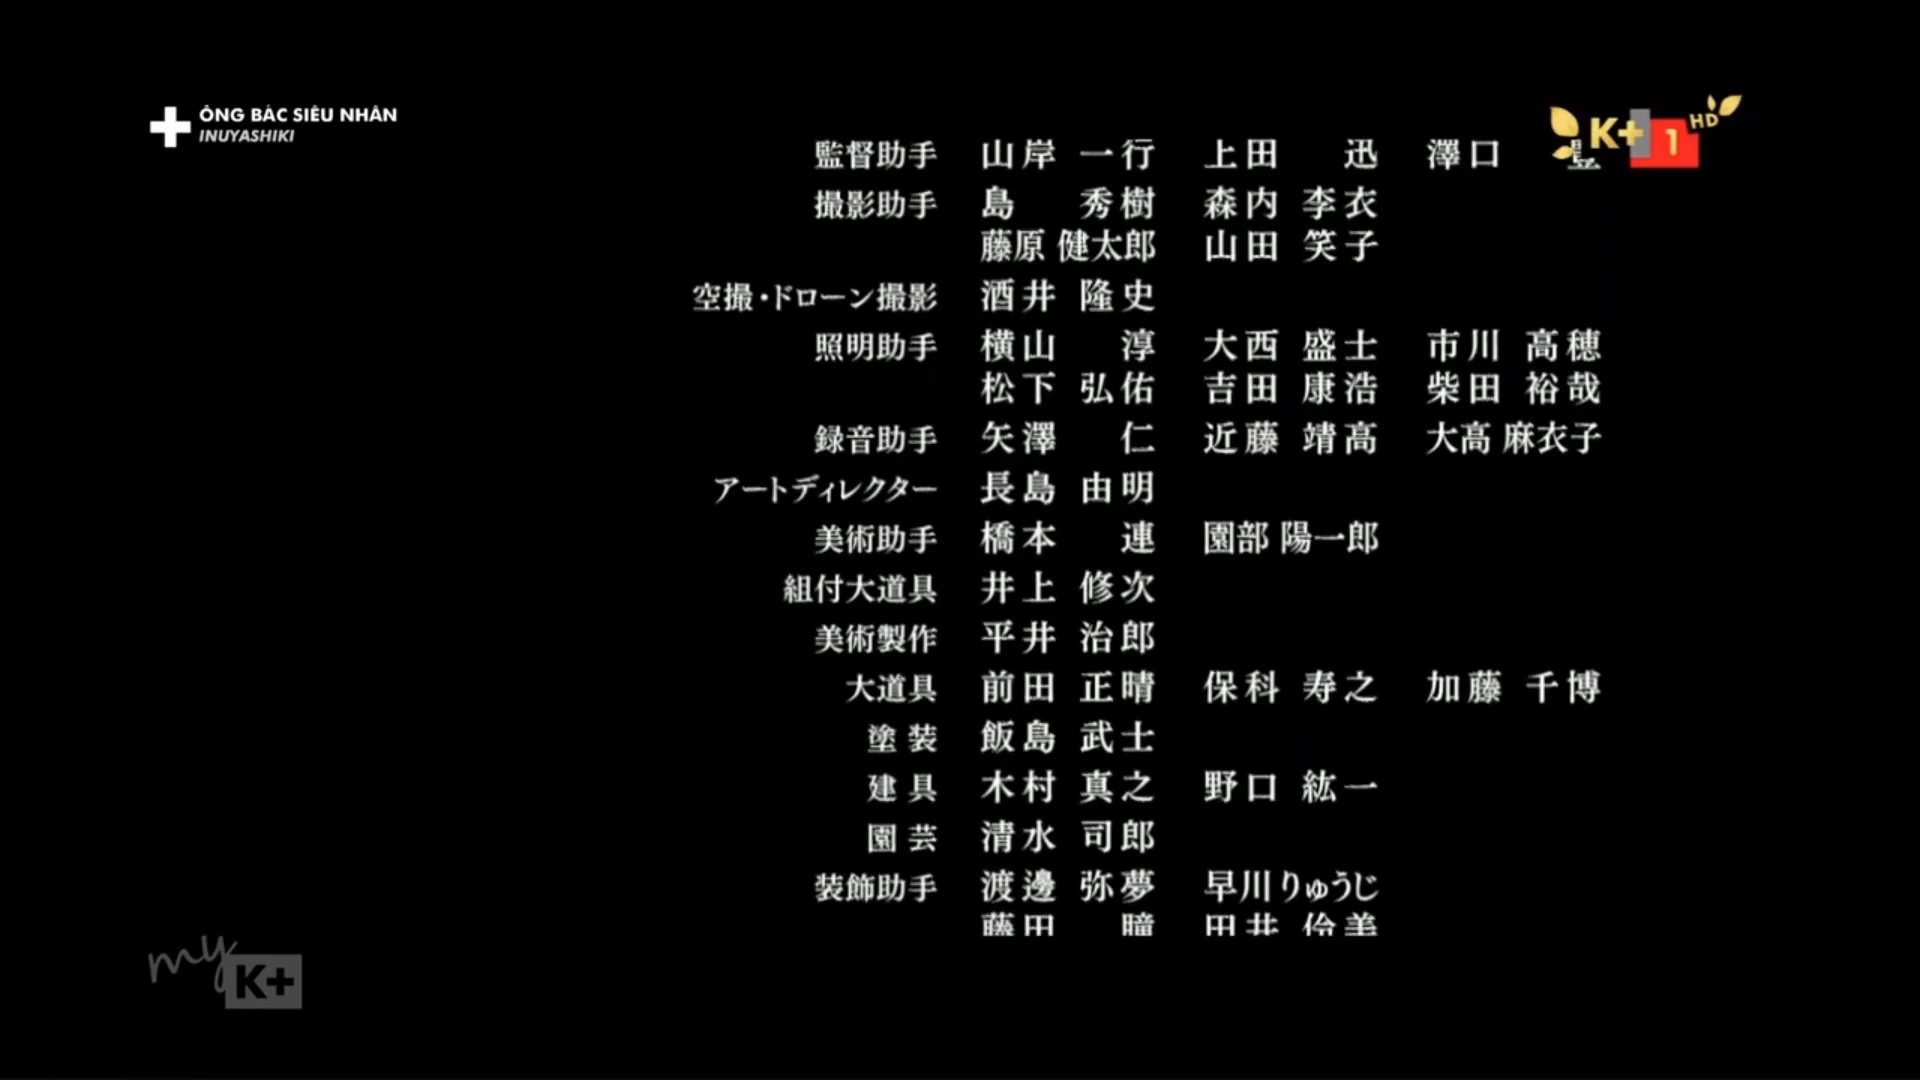 ÔNG BÁC SIÊU NHÂN
INUYASHIKI
K+ 1 HD
監督助手 山岸 一行 上田 迅 澤口
撮影助手 島 秀樹 森内 李衣
藤原 健太郎 山田 笑子
空撮・ドローン撮影 酒井 隆史
照明助手 横山 淳 大西 盛士 市川 高穂
松下 弘佑 吉田 康浩 柴田 裕哉
録音助手 矢澤 仁 近藤 靖高 大高 麻衣子
アートディレクター 長島 由明
美術助手 橋本 連 園部 陽一郎
組付大道具 井上 修次
美術製作 平井 治郎
大道具 前田 正晴 保科 寿之 加藤 千博
塗装 飯島 武士
建具 木村 真之 野口 紘一
園芸 清水 司郎
装飾助手 渡邊 弥夢 早川 りゅうじ
藤田 瞳 田井 伶美
my K+